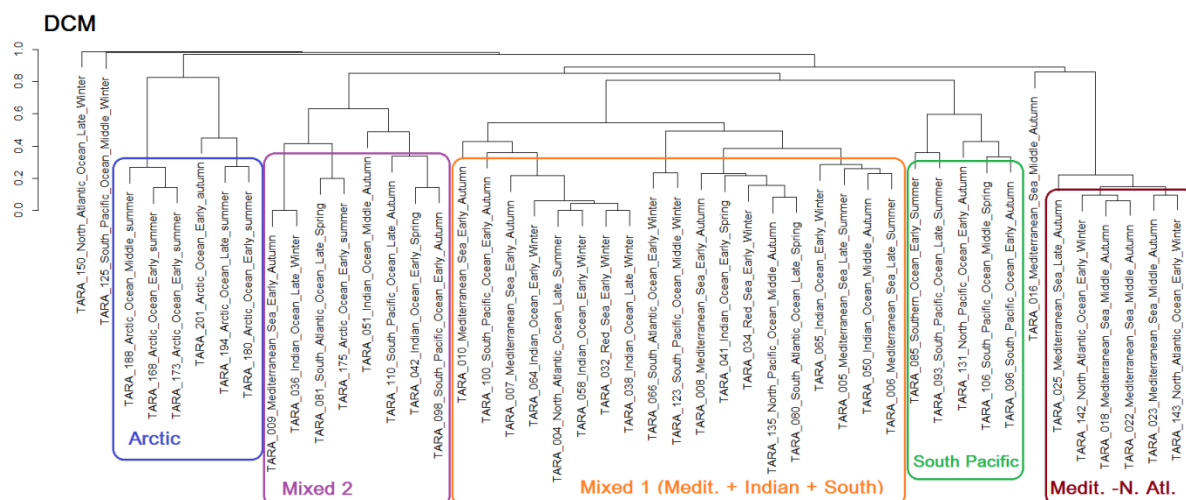 DCM
1.0
0.8
0.6
0.4
0.2
0.0
TARA_150_North_Atlantic_Ocean_Late_Winter
TARA_125_South_Pacific_Ocean_Middle_Winter
TARA_188_Arctic_Ocean_Middle_summer
TARA_168_Arctic_Ocean_Early_summer
TARA_173_Arctic_Ocean_Early_summer
TARA_201_Arctic_Ocean_Early_autumn
TARA_194_Arctic_Ocean_Late_summer
TARA_180_Arctic_Ocean_Early_summer
TARA_009_Mediterranean_Sea_Early_Autumn
TARA_036_Indian_Ocean_Late_Winter
TARA_081_South_Atlantic_Ocean_Late_Spring
TARA_175_Arctic_Ocean_Early_summer
TARA_051_Indian_Ocean_Middle_Autumn
TARA_110_South_Pacific_Ocean_Late_Autumn
TARA_042_Indian_Ocean_Early_Spring
TARA_098_South_Pacific_Ocean_Early_Autumn
TARA_010_Mediterranean_Sea_Early_Autumn
TARA_100_South_Pacific_Ocean_Early_Autumn
TARA_007_Mediterranean_Sea_Early_Autumn
TARA_064_Indian_Ocean_Early_Winter
TARA_004_North_Atlantic_Ocean_Late_Summer
TARA_058_Indian_Ocean_Early_Winter
TARA_032_Red_Sea_Early_Winter
TARA_038_Indian_Ocean_Late_Winter
TARA_066_South_Atlantic_Ocean_Early_Winter
TARA_123_South_Pacific_Ocean_Middle_Winter
TARA_008_Mediterranean_Sea_Early_Autumn
TARA_041_Indian_Ocean_Early_Spring
TARA_034_Red_Sea_Early_Winter
TARA_135_North_Pacific_Ocean_Middle_Autumn
TARA_080_South_Atlantic_Ocean_Late_Spring
TARA_065_Indian_Ocean_Early_Winter
TARA_005_Mediterranean_Sea_Late_Summer
TARA_050_Indian_Ocean_Middle_Autumn
TARA_006_Mediterranean_Sea_Late_Summer
TARA_085_Southern_Ocean_Early_Summer
TARA_093_South_Pacific_Ocean_Late_Summer
TARA_131_North_Pacific_Ocean_Early_Autumn
TARA_106_South_Pacific_Ocean_Middle_Spring
TARA_096_South_Pacific_Ocean_Early_Autumn
TARA_016_Mediterranean_Sea_Middle_Autumn
TARA_025_Mediterranean_Sea_Late_Autumn
TARA_142_North_Atlantic_Ocean_Early_Winter
TARA_018_Mediterranean_Sea_Middle_Autumn
TARA_022_Mediterranean_Sea_Middle_Autumn
TARA_023_Mediterranean_Sea_Middle_Autumn
TARA_143_North_Atlantic_Ocean_Early_Winter
Arctic
Mixed 2
Mixed 1 (Medit. + Indian + South)
South Pacific
Medit. -N. Atl.